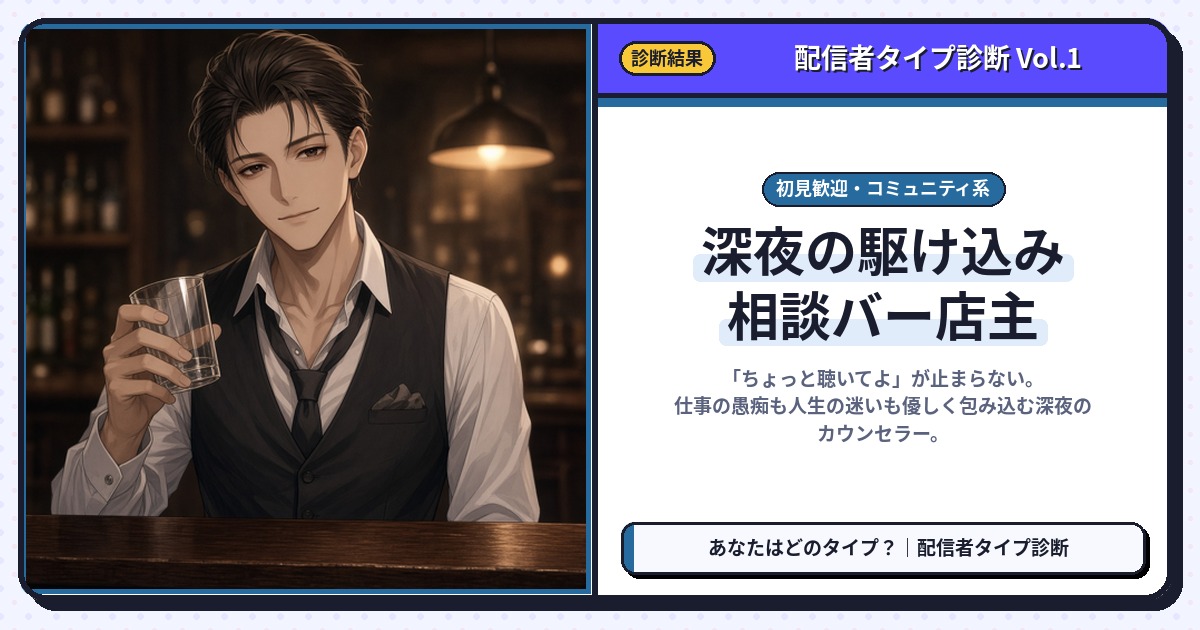 診断結果
配信者タイプ診断 Vol.1
初見歓迎・コミュニティ系
深夜の駆け込み
相談バー店主
「ちょっと聴いてよ」が止まらない。
仕事の愚痴も人生の迷いも優しく包み込む深夜の
カウンセラー。
あなたはどのタイプ？｜配信者タイプ診断